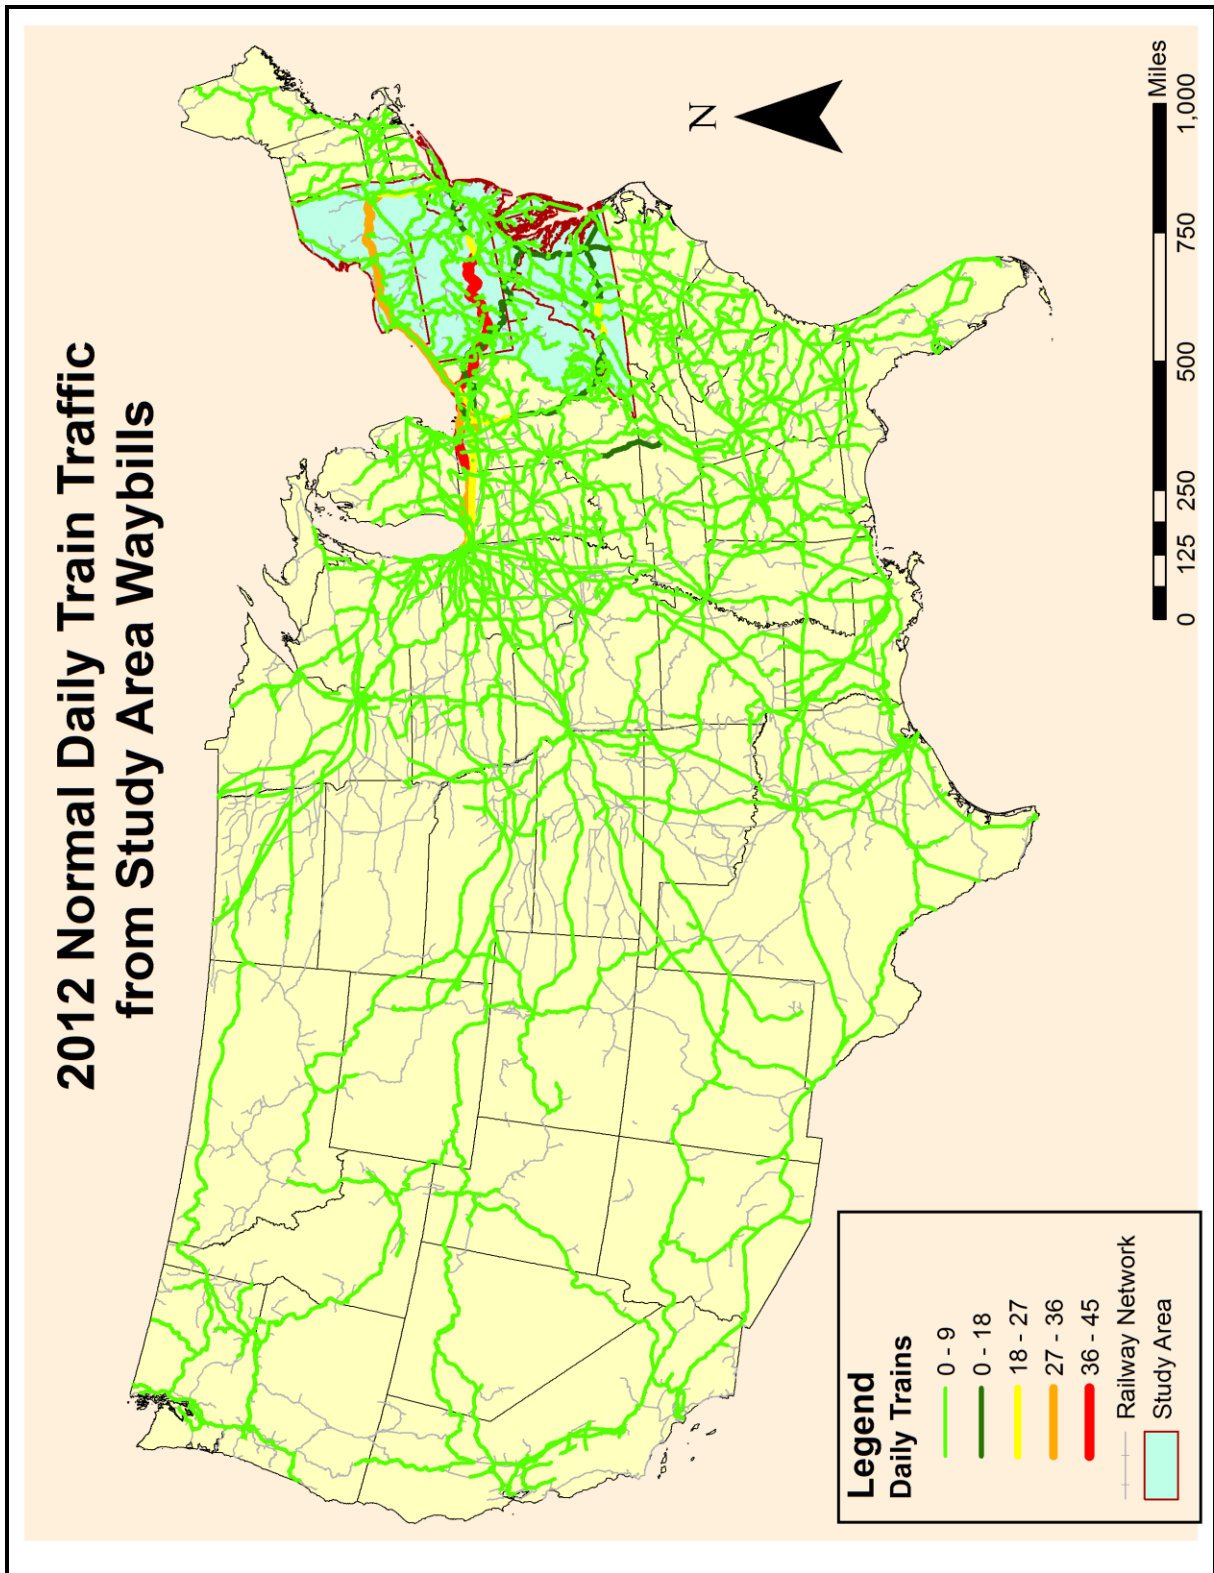 2012 Normal Daily Train Traffic
from Study Area Waybills
N
0 125 250 500 750 1,000
Miles
Legend
Daily Trains
0 - 9
0 - 18
18 - 27
27 - 36
36 - 45
Railway Network
Study Area